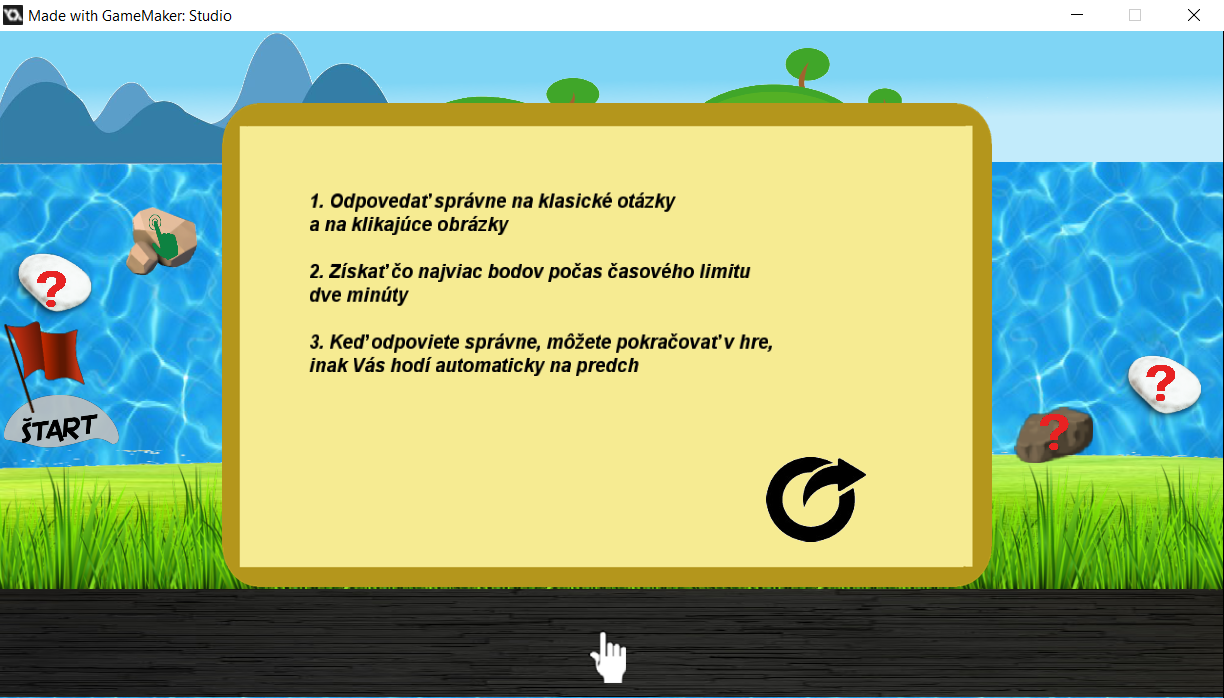 Made with GameMaker: Studio
1. Odpovedať správne na klasické otázky
a na klikajúce obrázky
2. Získať čo najviac bodov počas časového limitu
dve minúty
3. Keď odpoviete správne, môžete pokračovať v hre,
inak Vás hodí automaticky na predch
?
?
?
ŠTART